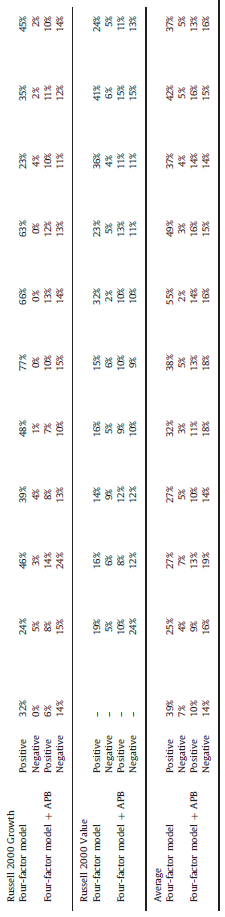 Russell 2000 Growth
Four-factor model Positive 32% 24% 46% 39% 48% 77% 66% 63% 23% 35% 45%
Negative 0% 5% 3% 4% 1% 0% 0% 0% 4% 2% 2%
Four-factor model + APB Positive 6% 8% 14% 8% 7% 10% 13% 12% 10% 11% 10%
Negative 14% 15% 24% 13% 10% 15% 14% 13% 11% 12% 14%
Russell 2000 Value
Four-factor model Positive – 19% 16% 14% 16% 15% 32% 23% 36% 41% 24%
Negative – 5% 6% 9% 5% 6% 2% 5% 4% 6% 5%
Four-factor model + APB Positive – 10% 8% 12% 9% 10% 10% 13% 11% 15% 11%
Negative – 24% 12% 12% 10% 9% 10% 11% 11% 15% 13%
Average
Four-factor model Positive 39% 25% 27% 27% 32% 38% 55% 49% 37% 42% 37%
Negative 7% 4% 7% 5% 3% 5% 2% 3% 4% 5% 5%
Four-factor model + APB Positive 10% 9% 13% 10% 11% 13% 14% 16% 14% 16% 13%
Negative 14% 16% 19% 14% 18% 18% 16% 15% 14% 15% 16%